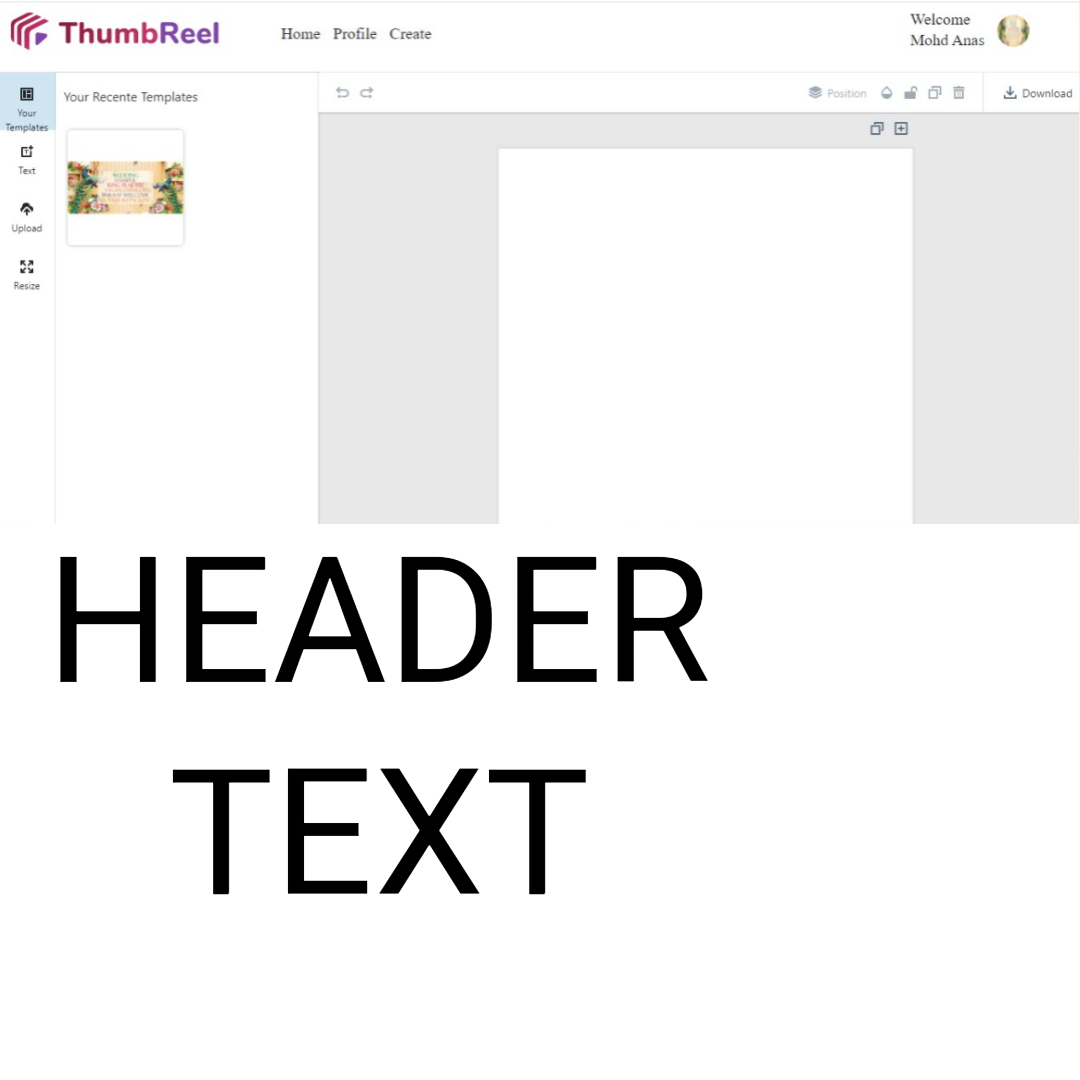 ThumbReel
Home Profile Create
Welcome
Mohd Anas
Your
Templates
Text
Upload
Resize
Your Recente Templates
Position
Download
WEDDING
HEADER
TEXT